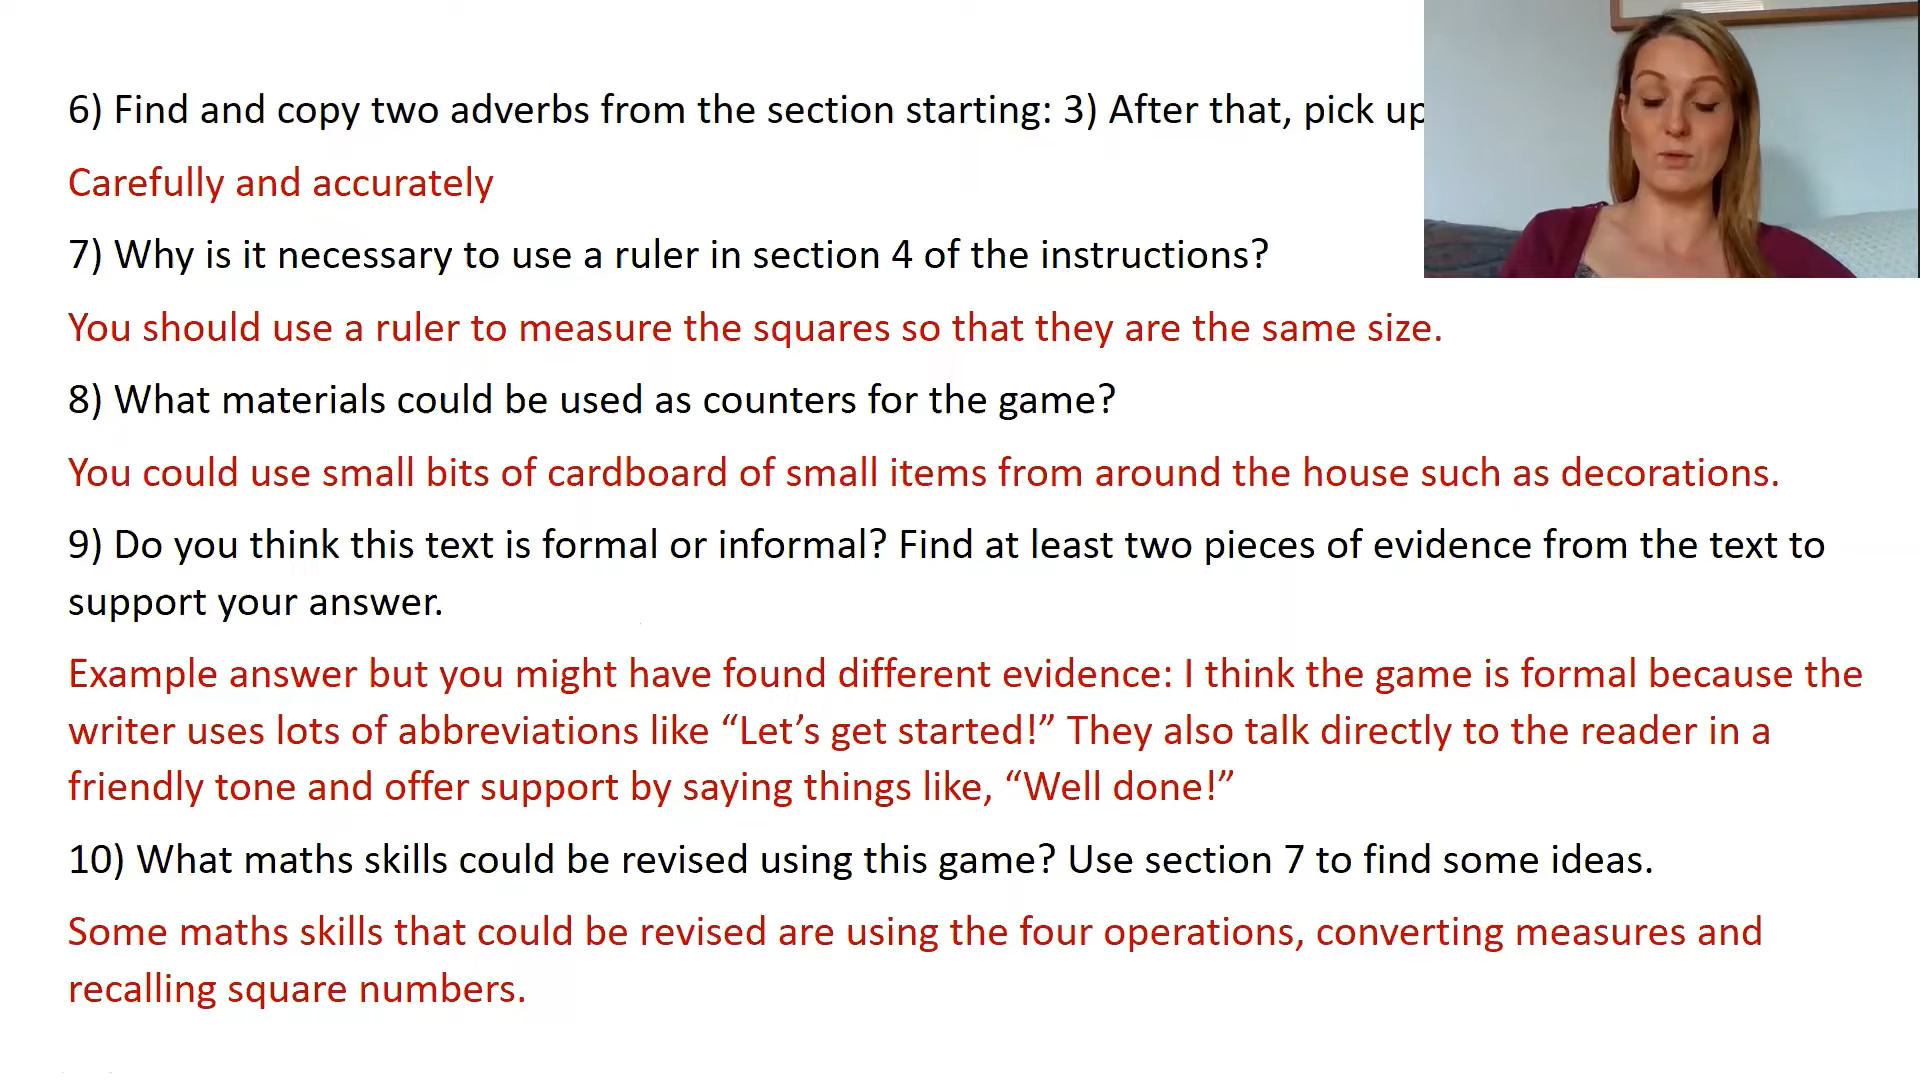 6) Find and copy two adverbs from the section starting: 3) After that, pick up
Carefully and accurately
7) Why is it necessary to use a ruler in section 4 of the instructions?
You should use a ruler to measure the squares so that they are the same size.
8) What materials could be used as counters for the game?
You could use small bits of cardboard of small items from around the house such as decorations.
9) Do you think this text is formal or informal? Find at least two pieces of evidence from the text to
support your answer.
Example answer but you might have found different evidence: I think the game is formal because the
writer uses lots of abbreviations like “Let’s get started!” They also talk directly to the reader in a
friendly tone and offer support by saying things like, “Well done!”
10) What maths skills could be revised using this game? Use section 7 to find some ideas.
Some maths skills that could be revised are using the four operations, converting measures and
recalling square numbers.